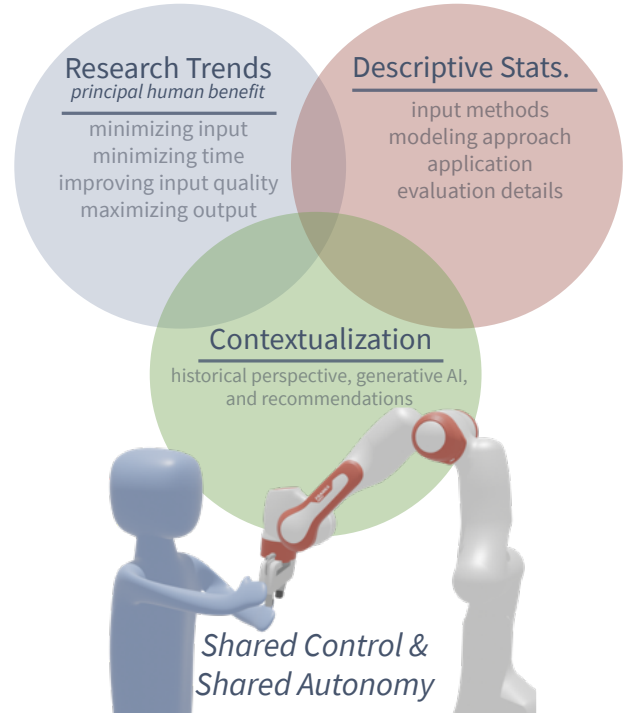 Research Trends
principal human benefit
minimizing input
minimizing time
improving input quality
maximizing output
Descriptive Stats.
input methods
modeling approach
application
evaluation details
Contextualization
historical perspective, generative AI,
and recommendations
Shared Control &
Shared Autonomy